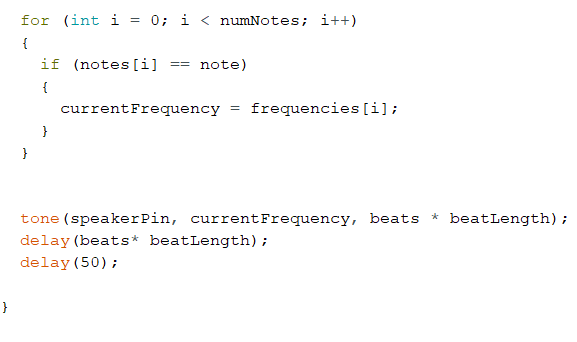 for (int i = 0; i < numNotes; i++)
{
if (notes[i] == note)
{
currentFrequency = frequencies[i];
}
}
tone(speakerPin, currentFrequency, beats * beatLength);
delay(beats* beatLength);
delay(50);
}